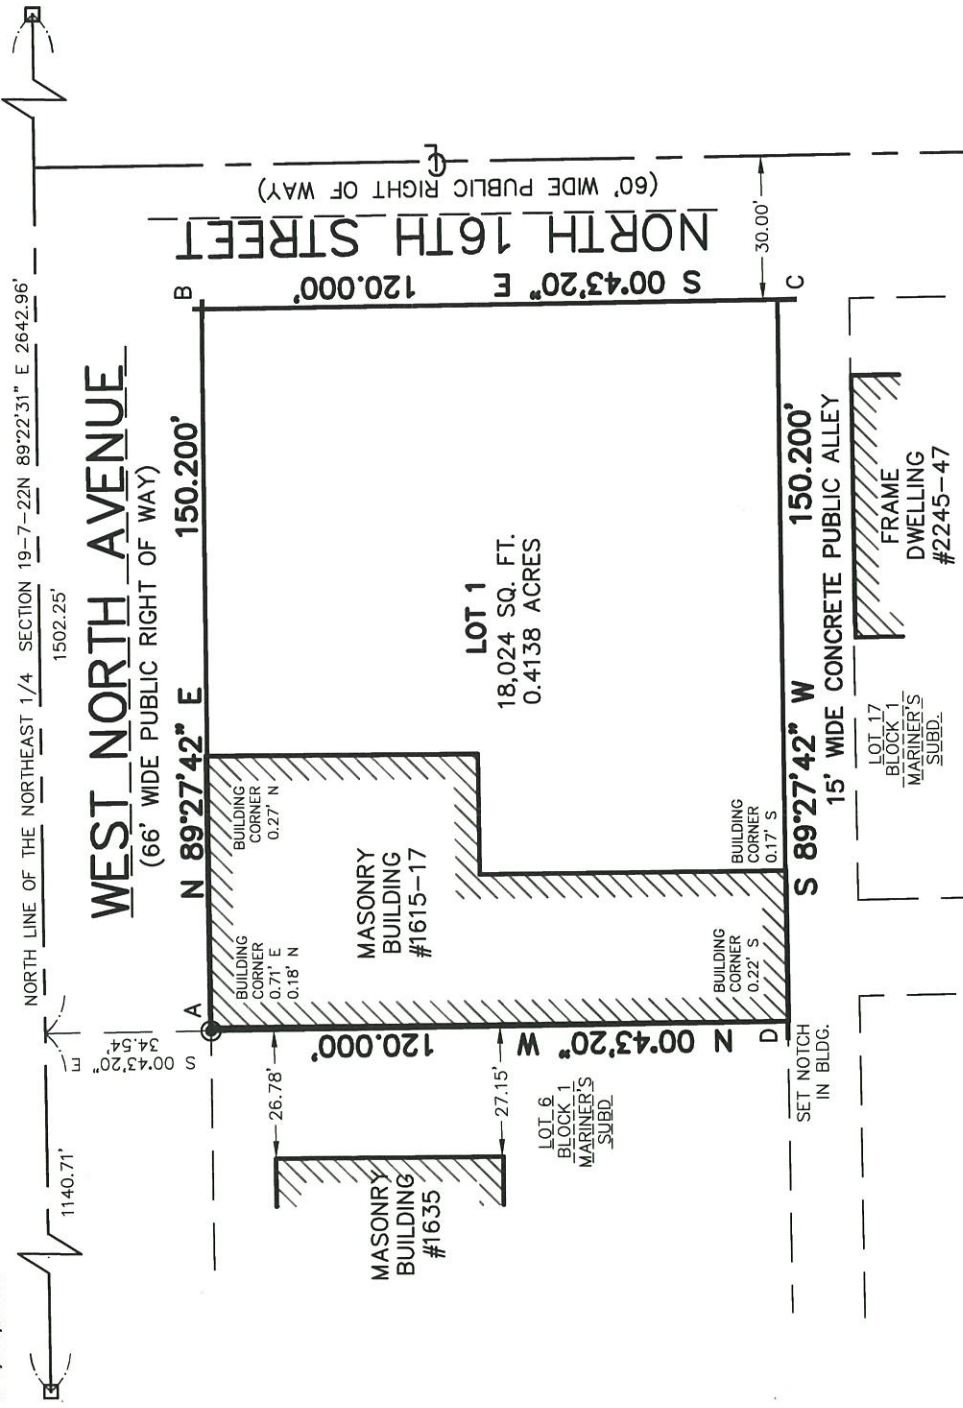 NORTH LINE OF THE NORTHEAST 1/4 SECTION 19-7-22N 89°22'31" E 2642.96'
1140.71'
1502.25'
WEST NORTH AVENUE
(66' WIDE PUBLIC RIGHT OF WAY)
S 00°43'20" E
34.54'
A
N 89°27'42" E 150.200'
B
BUILDING
CORNER
0.71' E
0.18' N
BUILDING
CORNER
0.27' N
MASONRY
BUILDING
#1615-17
LOT 1
18,024 SQ. FT.
0.4138 ACRES
S 00°43'20" E 120.000'
NORTH 16TH STREET
(60' WIDE PUBLIC RIGHT OF WAY)
CL
30.00'
N 00°43'20" W 120.000'
26.78'
27.15'
MASONRY
BUILDING
#1635
LOT 6
BLOCK 1
MARINER'S
SUBD
BUILDING
CORNER
0.22' S
BUILDING
CORNER
0.17' S
D
C
SET NOTCH
IN BLDG.
S 89°27'42" W 150.200'
15' WIDE CONCRETE PUBLIC ALLEY
LOT 17
BLOCK 1
MARINER'S
SUBD.
FRAME
DWELLING
#2245-47